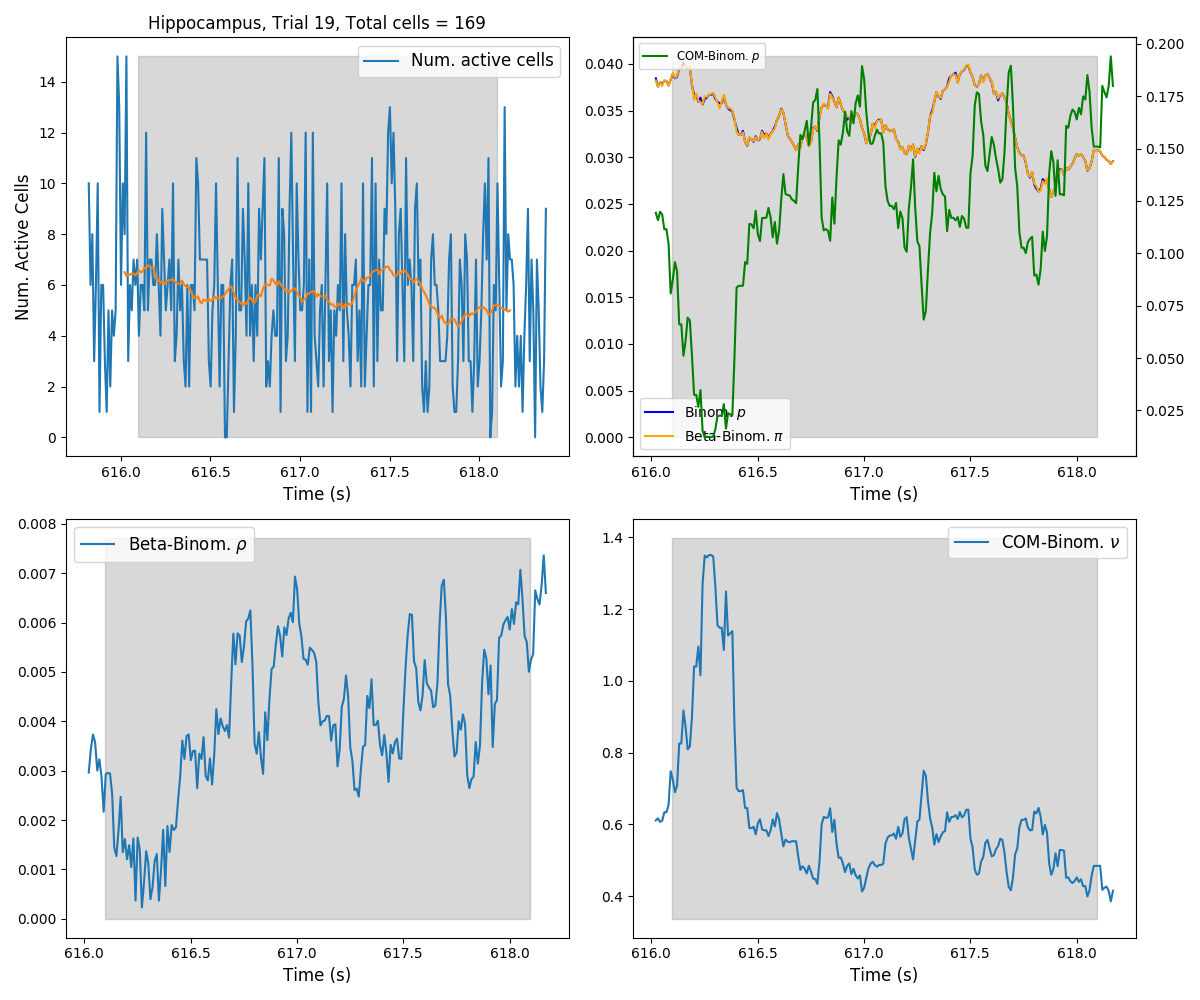 Hippocampus, Trial 19, Total cells = 169
Num. active cells
Num. Active Cells
14
12
10
8
6
4
2
0
616.0 616.5 617.0 617.5 618.0
Time (s)
COM-Binom. p
0.040
0.035
0.030
0.025
0.020
0.015
0.010
0.005
0.000
0.200
0.175
0.150
0.125
0.100
0.075
0.050
0.025
Binom. p
Beta-Binom. π
616.0 616.5 617.0 617.5 618.0
Time (s)
Beta-Binom. ρ
0.008
0.007
0.006
0.005
0.004
0.003
0.002
0.001
0.000
616.0 616.5 617.0 617.5 618.0
Time (s)
COM-Binom. ν
1.4
1.2
1.0
0.8
0.6
0.4
616.0 616.5 617.0 617.5 618.0
Time (s)